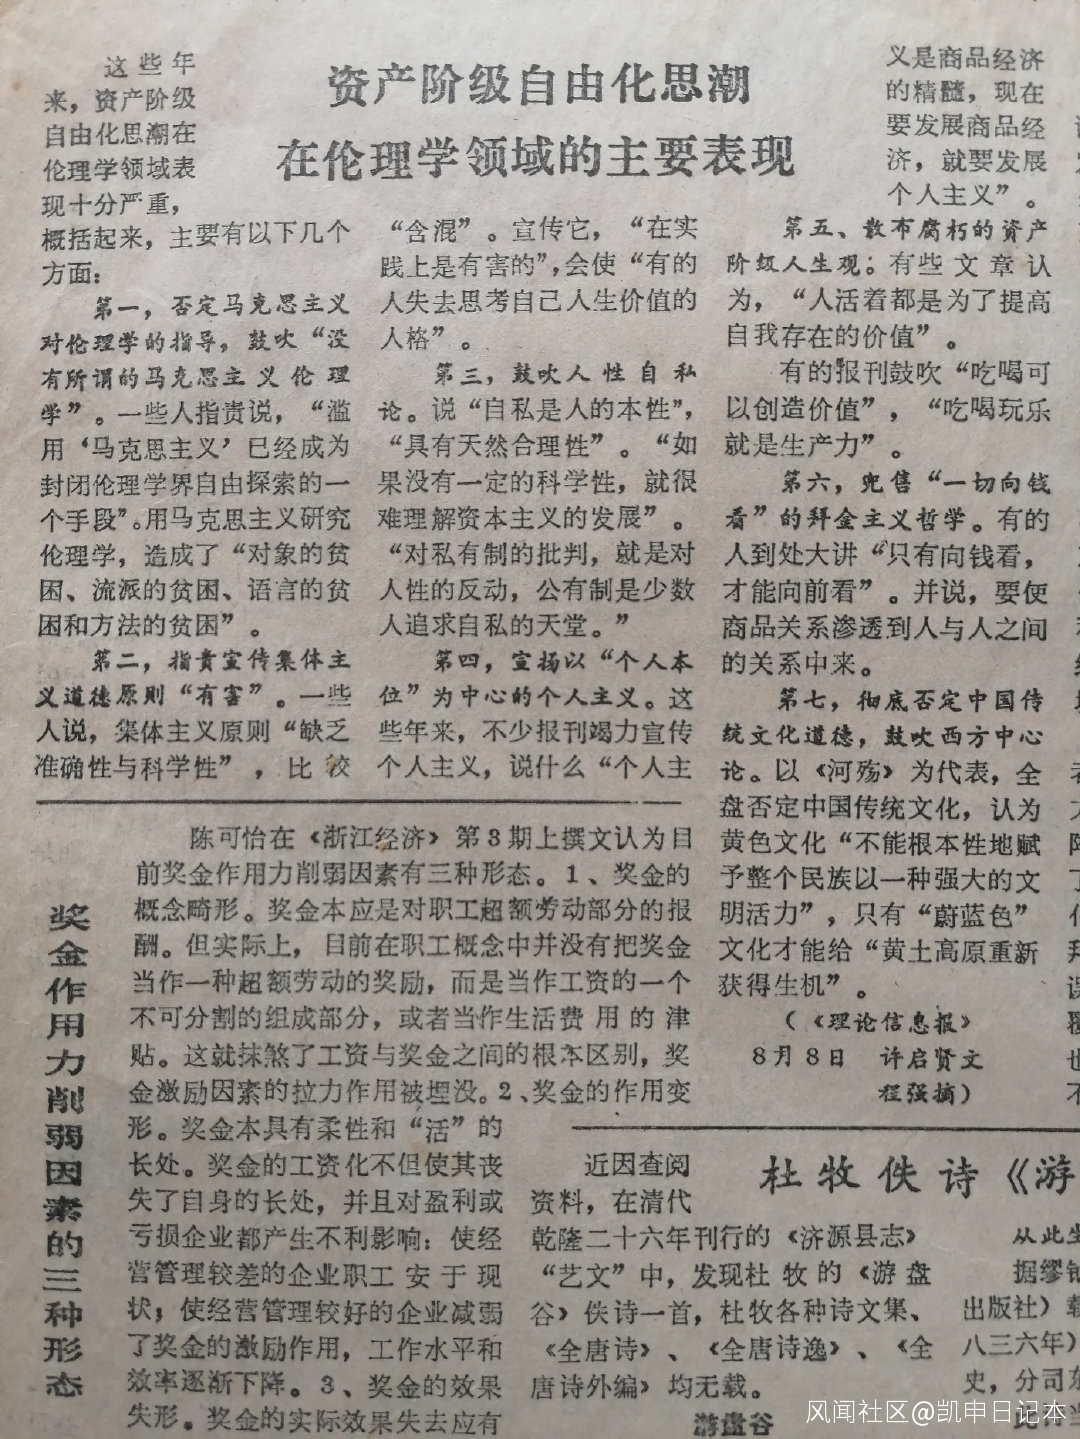 资产阶级自由化思潮
在伦理学领域的主要表现
这些年
来，资产阶级
自由化思潮在
伦理学领域表
现十分严重，
概括起来，主要有以下几个
方面：
第一，否定马克思主义
对伦理学的指导，鼓吹“没
有所谓的马克思主义伦理
学”。一些人指责说，“滥
用‘马克思主义’已经成为
封闭伦理学界自由探索的一
个手段”。用马克思主义研究
伦理学，造成了“对象的贫
困、流派的贫困、语言的贫
困和方法的贫困”。
第二，指责宣传集体主
义道德原则“有害”。一些
人说，集体主义原则“缺乏
准确性与科学性”，比较
“含混”。宣传它，“在实
践上是有害的”，会使“有的
人失去思考自己人生价值的
人格”。
第三，鼓吹人性自私
论。说“自私是人的本性”，
“具有天然合理性”。“如
果没有一定的科学性，就很
难理解资本主义的发展”。
“对私有制的批判，就是对
人性的反动，公有制是少数
人追求自私的天堂。”
第四，宣扬以“个人本
位”为中心的个人主义。这
些年来，不少报刊竭力宣传
个人主义，说什么“个人主
义是商品经济
的精髓，现在
要发展商品经
济，就要发展
个人主义”。
第五、散布腐朽的资产
阶级人生观。有些文章认
为，“人活着都是为了提高
自我存在的价值”。
有的报刊鼓吹“吃喝可
以创造价值”，“吃喝玩乐
就是生产力”。
第六，兜售“一切向钱
看”的拜金主义哲学。有的
人到处大讲“只有向钱看，
才能向前看”。并说，要使
商品关系渗透到人与人之间
的关系中来。
第七，彻底否定中国传
统文化道德，鼓吹西方中心
论。以《河殇》为代表，全
盘否定中国传统文化，认为
黄色文化“不能根本性地赋
予整个民族以一种强大的文
明活力”，只有“蔚蓝色”
文化才能给“黄土高原重新
获得生机”。
（《理论信息报》
8月8日　许启贤文
程强摘）
奖金作用力削弱因素的三种形态
陈可怡在《浙江经济》第3期上撰文认为目
前奖金作用力削弱因素有三种形态。1、奖金的
概念畸形。奖金本应是对职工超额劳动部分的报
酬。但实际上，目前在职工概念中并没有把奖金
当作一种超额劳动的奖励，而是当作工资的一个
不可分割的组成部分，或者当作生活费用的津
贴。这就抹煞了工资与奖金之间的根本区别，奖
金激励因素的拉力作用被埋没。2、奖金的作用变
形。奖金本具有柔性和“活”的
长处。奖金的工资化不但使其丧
失了自身的长处，并且对盈利或
亏损企业都产生不利影响：使经
营管理较差的企业职工安于现
状；使经营管理较好的企业减弱
了奖金的激励作用，工作水平和
效率逐渐下降。3、奖金的效果
失形。奖金的实际效果失去应有
杜牧佚诗《游
近因查阅
资料，在清代
乾隆二十六年刊行的《济源县志》
“艺文”中，发现杜牧的《游盘
谷》佚诗一首，杜牧各种诗文集、
《全唐诗》、《全唐诗逸》、《全
唐诗外编》均无载。
游盘谷
从此生
据缪钺
出版社）载
八三六年）
史，分司东
此诗当
风闻社区@凯申日记本